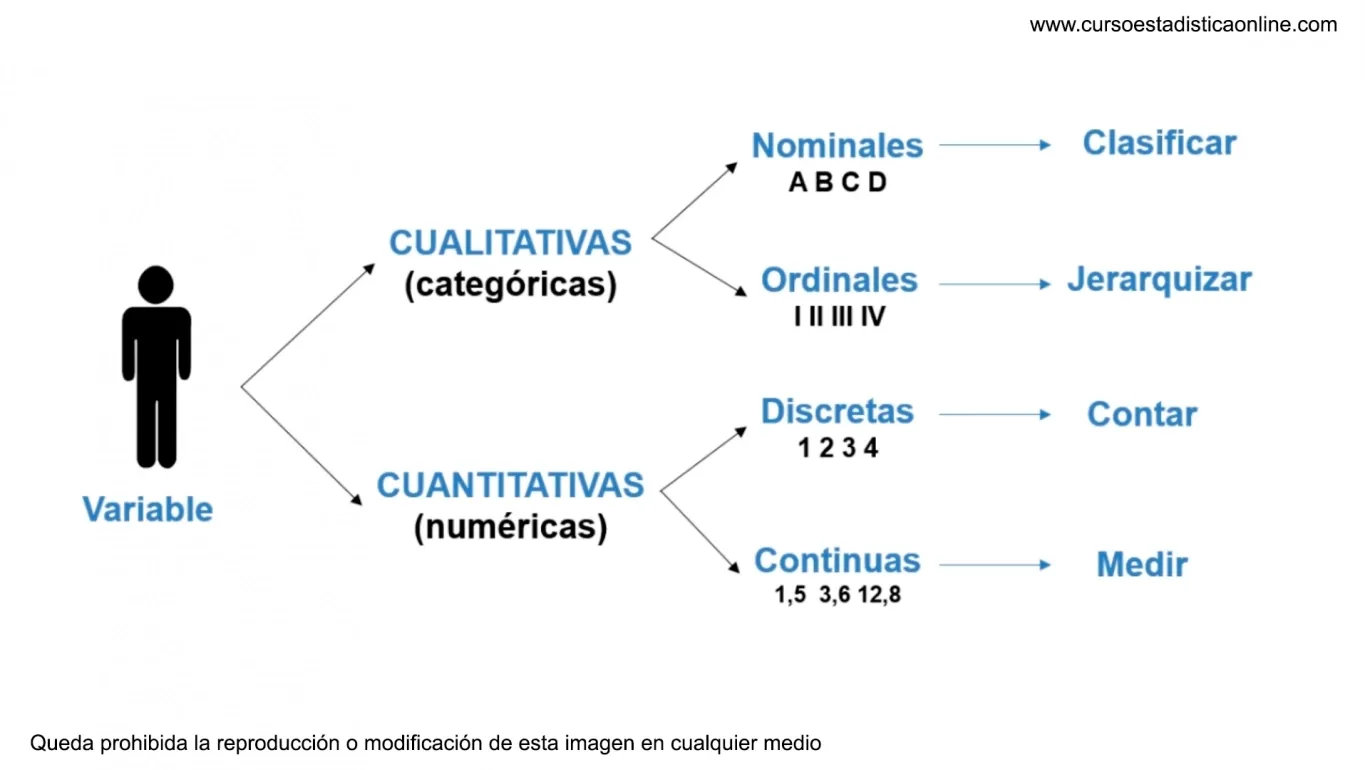 www.cursoestadisticaonline.com
Nominales
A B C D
Clasificar
CUALITATIVAS
(categóricas)
Ordinales
I II III IV
Jerarquizar
Variable
Discretas
1 2 3 4
Contar
CUANTITATIVAS
(numéricas)
Continuas
1,5 3,6 12,8
Medir
Queda prohibida la reproducción o modificación de esta imagen en cualquier medio